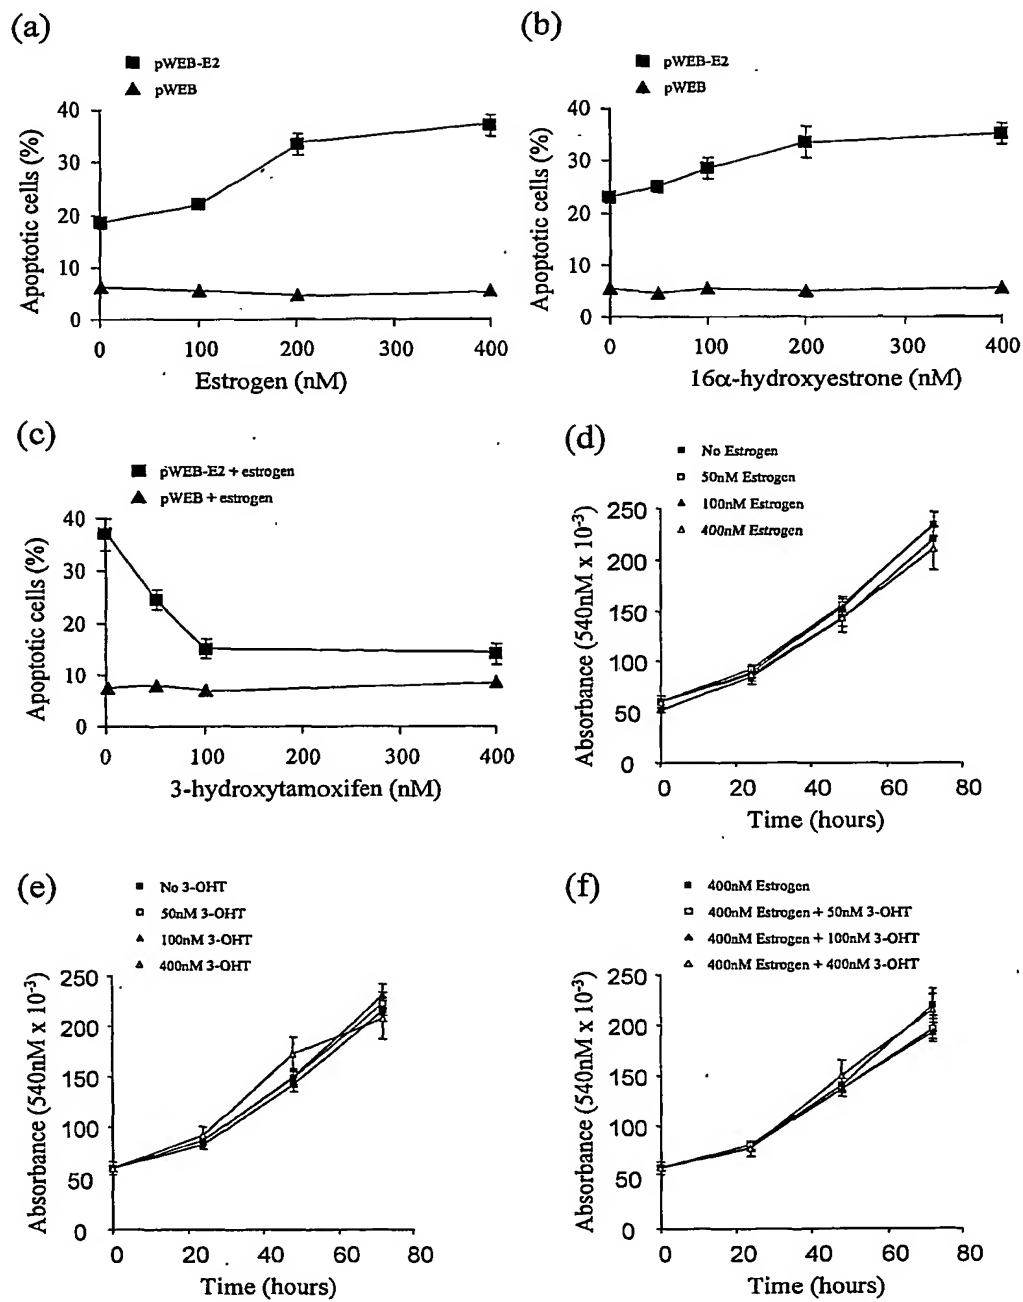 (a)
pWEB-E2
pWEB
Apoptotic cells (%)
40
30
20
10
0
0 100 200 300 400
Estrogen (nM)
(b)
pWEB-E2
pWEB
Apoptotic cells (%)
40
30
20
10
0
0 100 200 300 400
16α-hydroxyestrone (nM)
(c)
pWEB-E2 + estrogen
pWEB + estrogen
Apoptotic cells (%)
40
30
20
10
0
0 100 200 300 400
3-hydroxytamoxifen (nM)
(d)
No Estrogen
50nM Estrogen
100nM Estrogen
400nM Estrogen
Absorbance (540nM x 10⁻³)
250
200
150
100
50
0
0 20 40 60 80
Time (hours)
(e)
No 3-OHT
50nM 3-OHT
100nM 3-OHT
400nM 3-OHT
Absorbance (540nM x 10⁻³)
250
200
150
100
50
0
0 20 40 60 80
Time (hours)
(f)
400nM Estrogen
400nM Estrogen + 50nM 3-OHT
400nM Estrogen + 100nM 3-OHT
400nM Estrogen + 400nM 3-OHT
Absorbance (540nM x 10⁻³)
250
200
150
100
50
0
0 20 40 60 80
Time (hours)